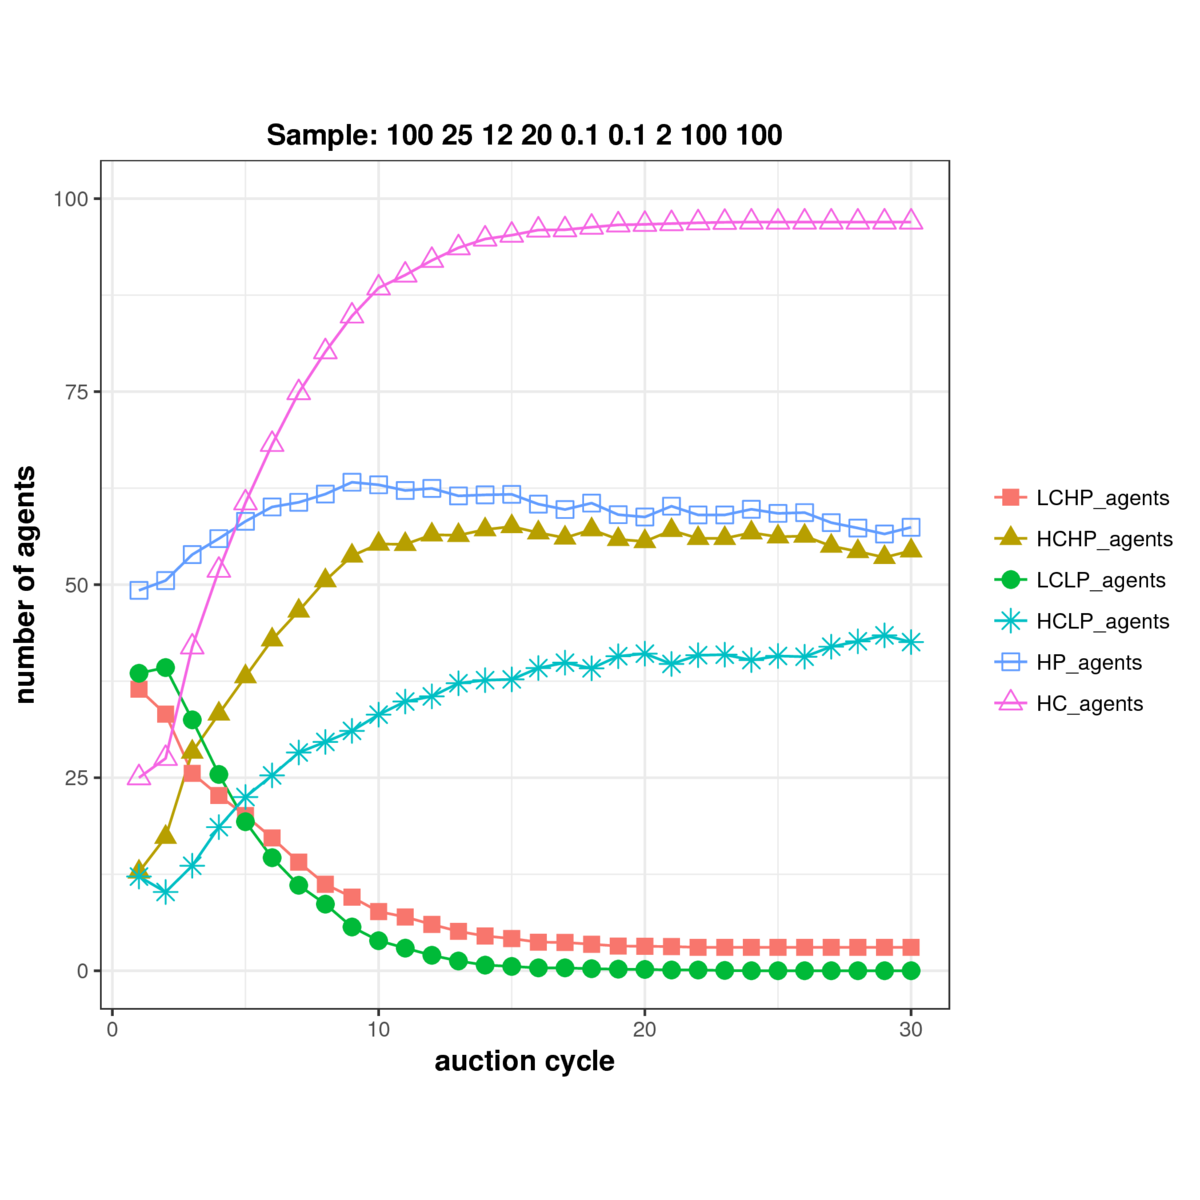 Sample: 100 25 12 20 0.1 0.1 2 100 100
number of agents
100
75
50
25
0
0 10 20 30
auction cycle
LCHP_agents
HCHP_agents
LCLP_agents
HCLP_agents
HP_agents
HC_agents